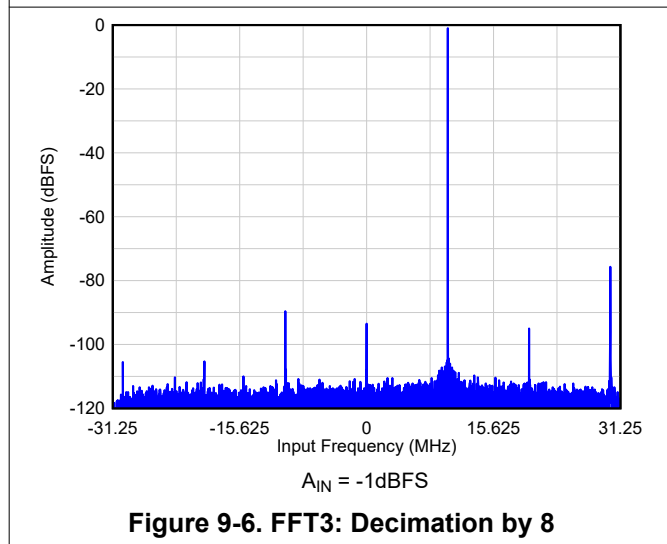 0
-20
-40
-60
-80
-100
-120
Amplitude (dBFS)
-31.25 -15.625 0 15.625 31.25
Input Frequency (MHz)
AIN = -1dBFS
Figure 9-6. FFT3: Decimation by 8